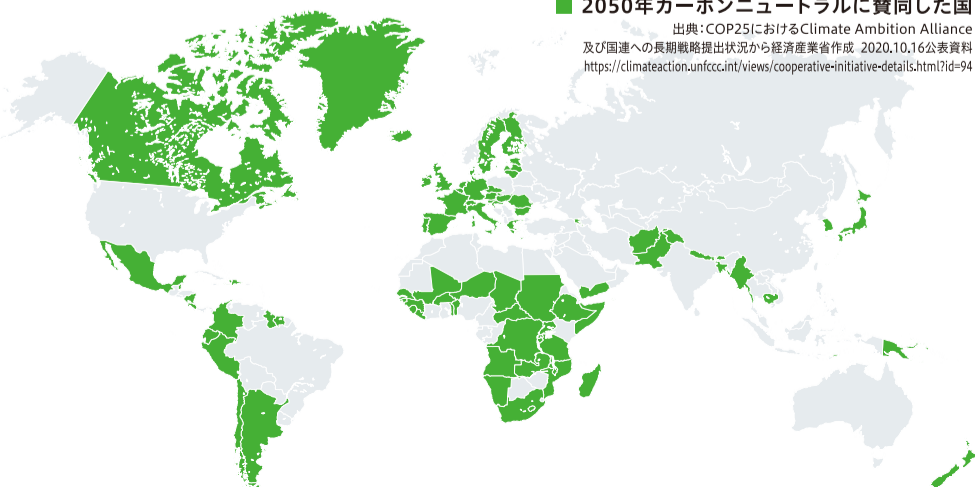 2050年カーボンニュートラルに賛同した国
出典：COP25におけるClimate Ambition Alliance
及び国連への長期戦略提出状況から経済産業省作成 2020.10.16公表資料
https://climateaction.unfccc.int/views/cooperative-initiative-details.html?id=94